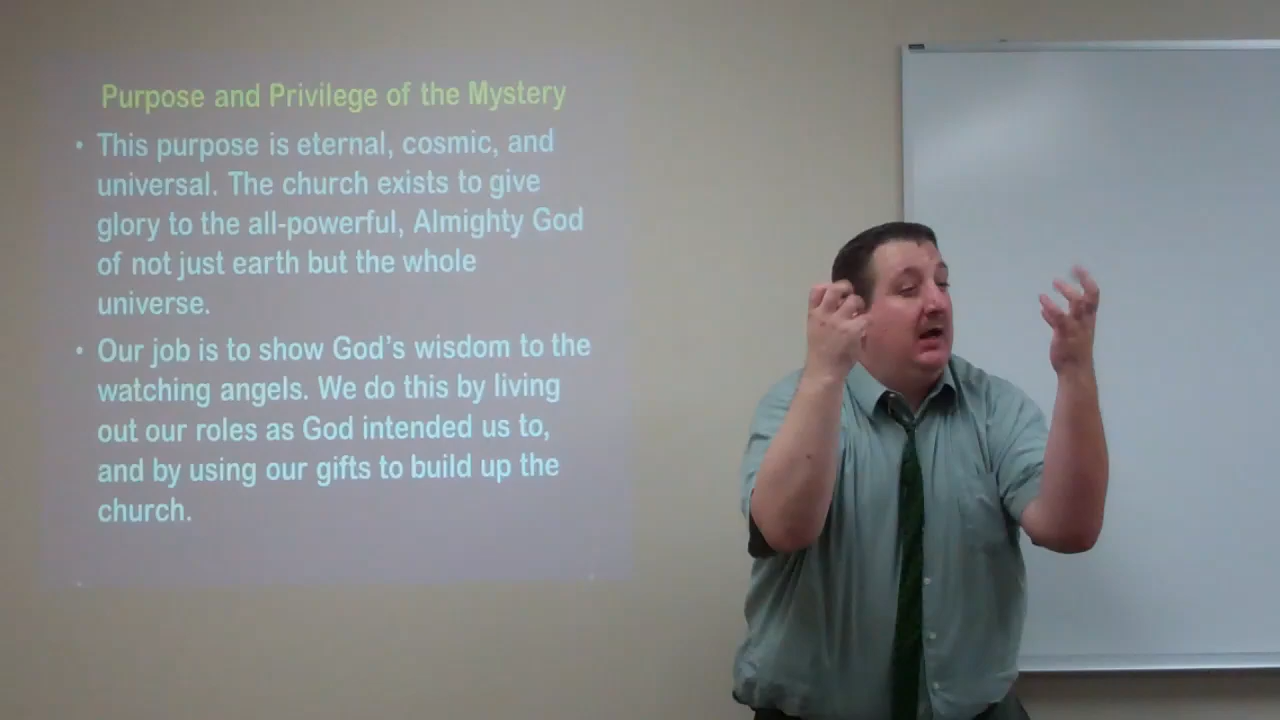 Purpose and Privilege of the Mystery
• This purpose is eternal, cosmic, and
universal. The church exists to give
glory to the all-powerful, Almighty God
of not just earth but the whole
universe.
• Our job is to show God's wisdom to the
watching angels. We do this by living
out our roles as God intended us to,
and by using our gifts to build up the
church.